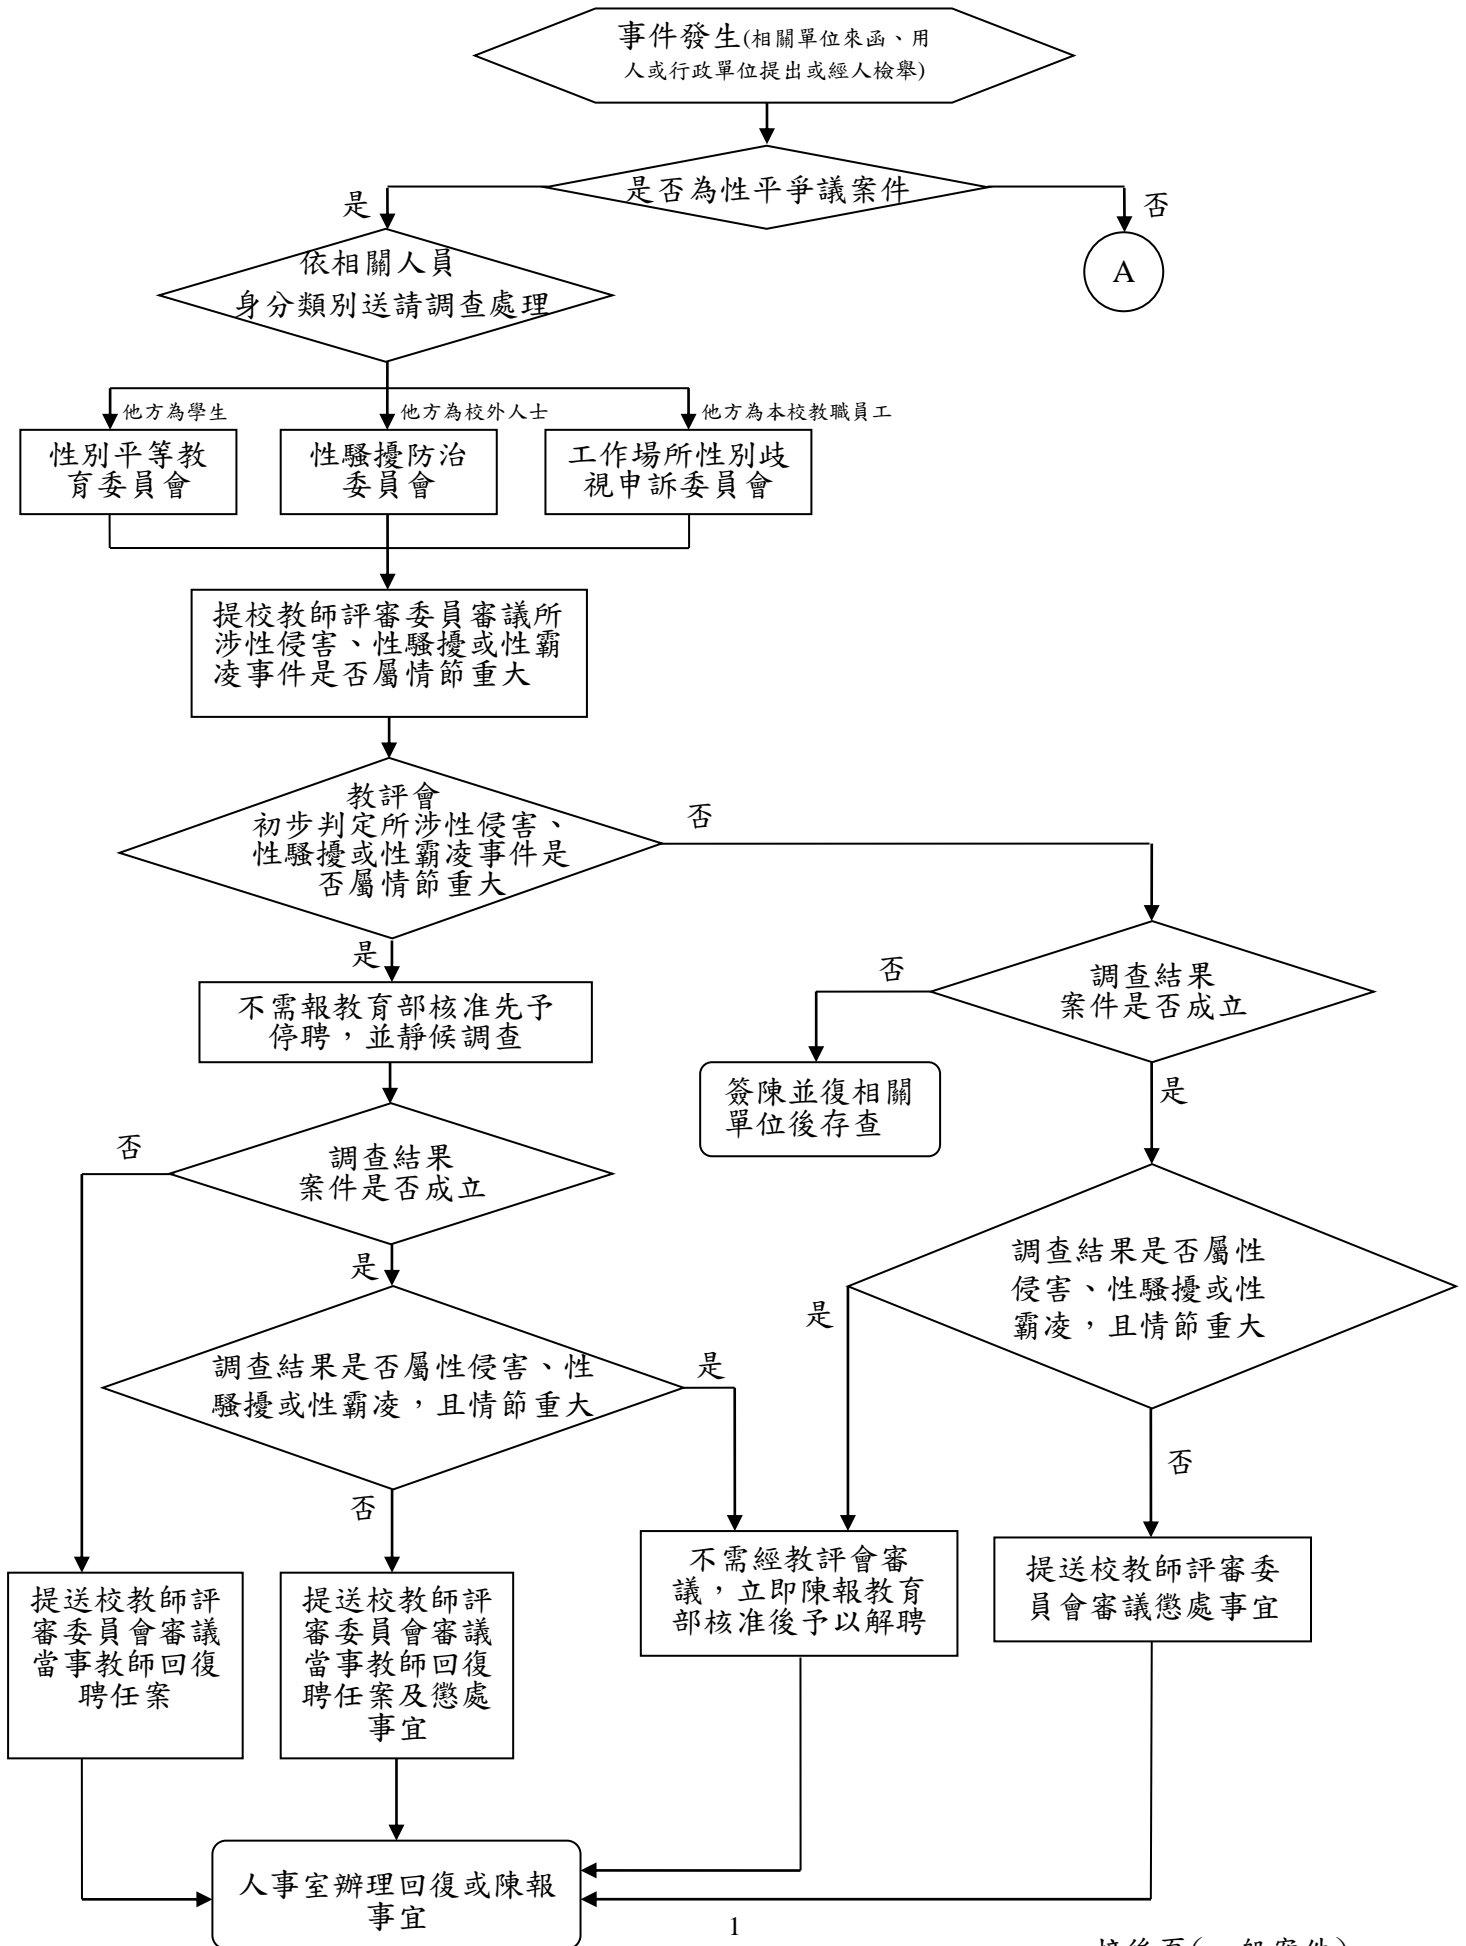 事件發生(相關單位來函、用
人或行政單位提出或經人檢舉)
是否為性平爭議案件
是
否
A
依相關人員
身分類別送請調查處理
他方為學生
他方為校外人士
他方為本校教職員工
性別平等教
育委員會
性騷擾防治
委員會
工作場所性別歧
視申訴委員會
提校教師評審委員審議所
涉性侵害、性騷擾或性霸
凌事件是否屬情節重大
教評會
初步判定所涉性侵害、
性騷擾或性霸凌事件是
否屬情節重大
否
是
不需報教育部核准先予
停聘，並靜候調查
調查結果
案件是否成立
否
簽陳並復相關
單位後存查
是
調查結果
案件是否成立
否
是
調查結果是否屬性
侵害、性騷擾或性
霸凌，且情節重大
是
否
調查結果是否屬性侵害、性
騷擾或性霸凌，且情節重大
是
否
提送校教師評
審委員會審議
當事教師回復
聘任案
提送校教師評
審委員會審議
當事教師回復
聘任案及懲處
事宜
不需經教評會審
議，立即陳報教育
部核准後予以解聘
提送校教師評審委
員會審議懲處事宜
人事室辦理回復或陳報
事宜
1
接後頁(一般案件)